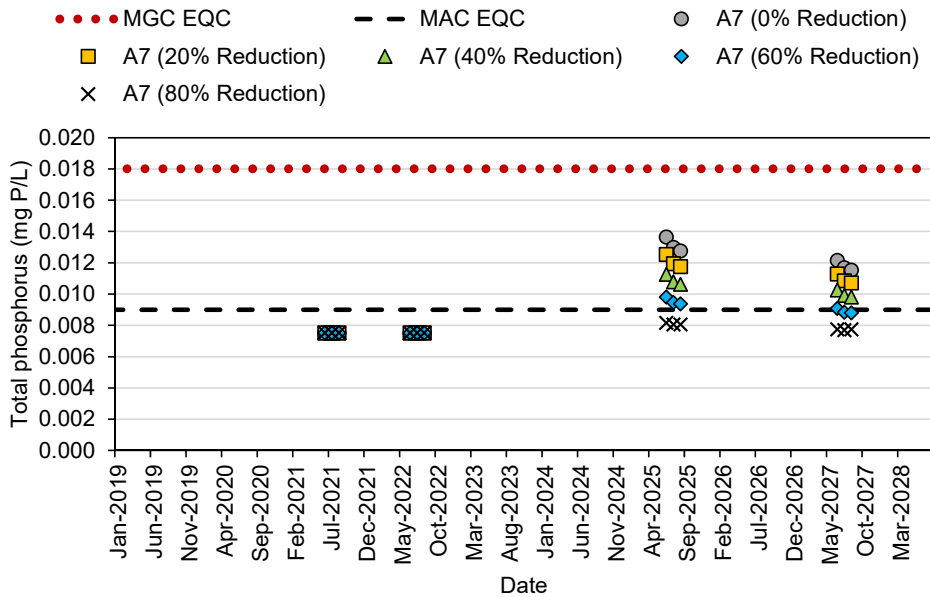 MGC EQC MAC EQC A7 (0% Reduction)
A7 (20% Reduction) A7 (40% Reduction) A7 (60% Reduction)
A7 (80% Reduction)
Total phosphorus (mg P/L)
0.020
0.018
0.016
0.014
0.012
0.010
0.008
0.006
0.004
0.002
0.000
Jan-2019
Jun-2019
Nov-2019
Apr-2020
Sep-2020
Feb-2021
Jul-2021
Dec-2021
May-2022
Oct-2022
Mar-2023
Aug-2023
Jan-2024
Jun-2024
Nov-2024
Apr-2025
Sep-2025
Feb-2026
Jul-2026
Dec-2026
May-2027
Oct-2027
Mar-2028
Date